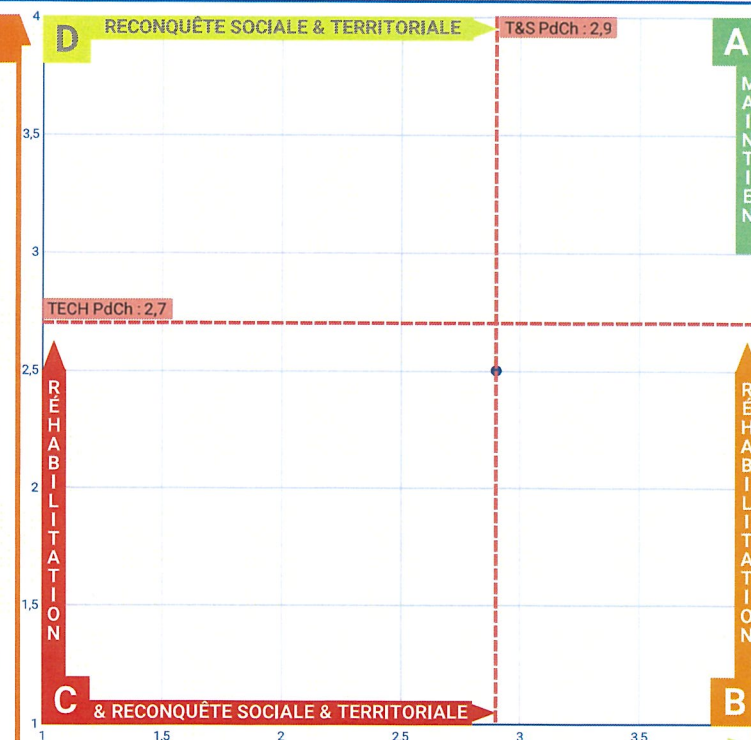 4
D RECONQUÊTE SOCIALE & TERRITORIALE
T&S PdCh : 2,9
A
MAINTIEN
3,5
3
TECH PdCh : 2,7
2,5
RÉHABILITATION
RÉHABILITATION
2
1,5
C & RECONQUÊTE SOCIALE & TERRITORIALE
B
1
1 1,5 2 2,5 3 3,5